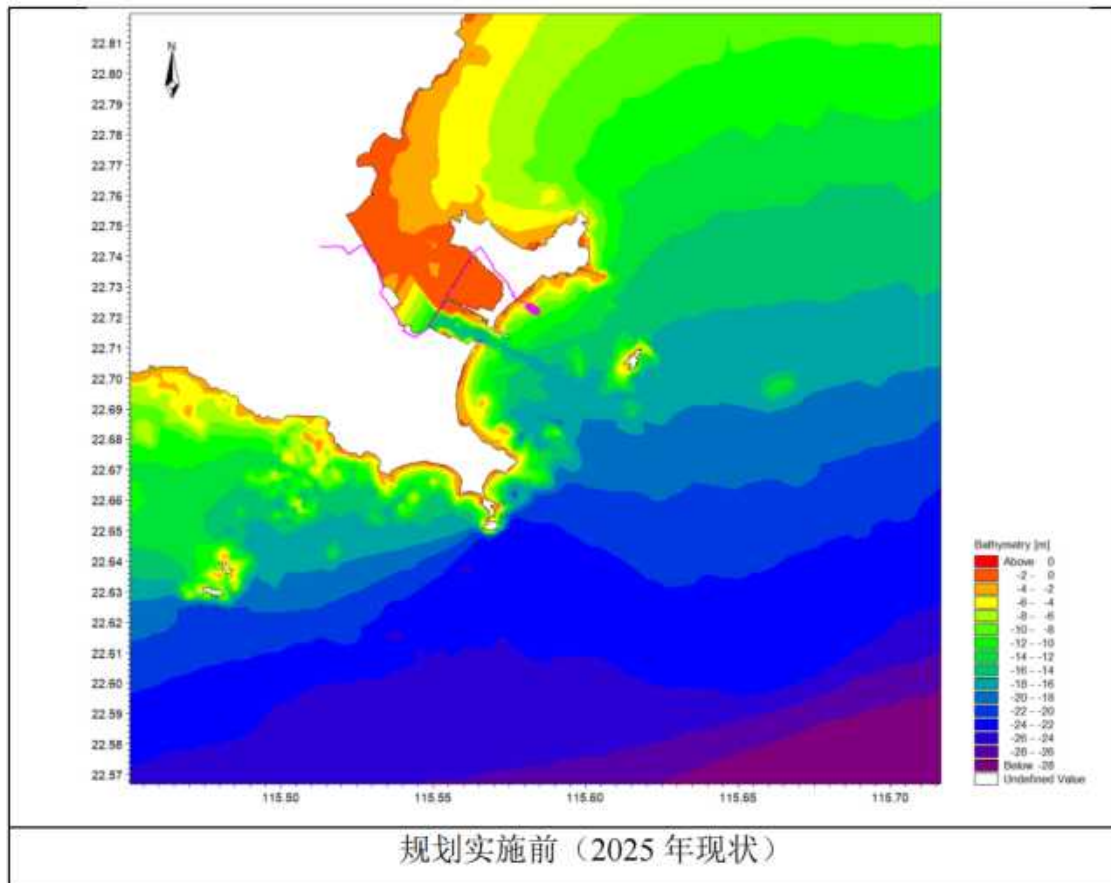 N
22.81
22.80
22.79
22.78
22.77
22.76
22.75
22.74
22.73
22.72
22.71
22.70
22.69
22.68
22.67
22.66
22.65
22.64
22.63
22.62
22.61
22.60
22.59
22.58
22.57
115.50 115.55 115.60 115.65 115.70
Bathymetry [m]
Above 0
-2 - 0
-4 - -2
-6 - -4
-8 - -6
-10 - -8
-12 - -10
-14 - -12
-16 - -14
-18 - -16
-20 - -18
-22 - -20
-24 - -22
-26 - -24
-28 - -26
Below -28
Undefined Value
规划实施前（2025 年现状）